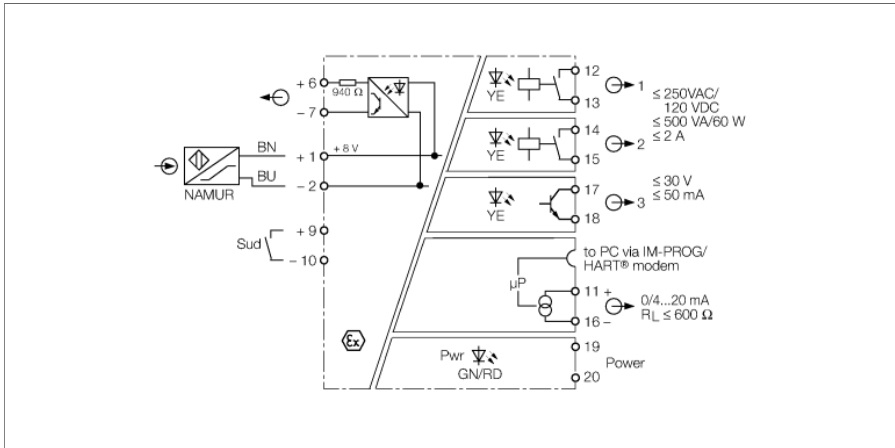 + 6
940 Ω
- 7
BN
+ 1
+ 8 V
BU
- 2
NAMUR
+ 9
Sud
- 10
Ex
YE
12
13
1
≤ 250VAC/
120 VDC
≤ 500 VA/60 W
≤ 2 A
YE
14
15
2
YE
17
18
3
≤ 30 V
≤ 50 mA
to PC via IM-PROG/
HART® modem
µP
11 +
16 −
0/4...20 mA
RL ≤ 600 Ω
Pwr
GN/RD
19
20
Power